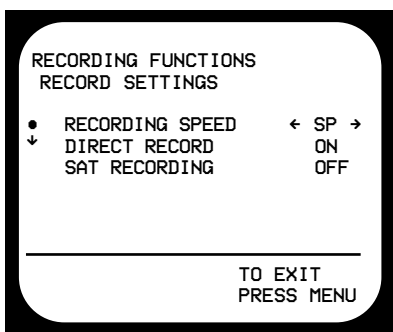 RECORDING FUNCTIONS
RECORD SETTINGS
● RECORDING SPEED ← SP →
↓ DIRECT RECORD ON
SAT RECORDING OFF
TO EXIT
PRESS MENU